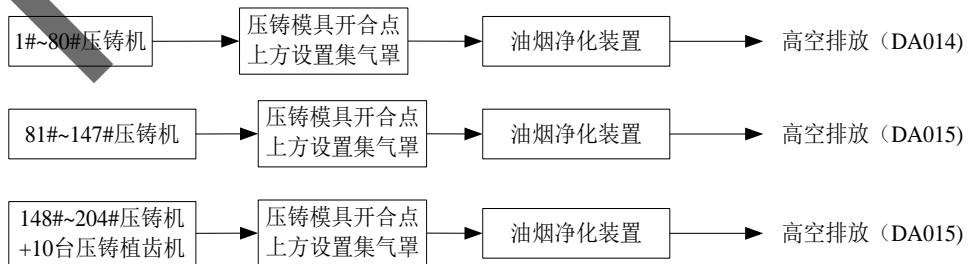 1#~80#压铸机
压铸模具开合点
上方设置集气罩
油烟净化装置
高空排放（DA014)
81#~147#压铸机
压铸模具开合点
上方设置集气罩
油烟净化装置
高空排放（DA015)
148#~204#压铸机
+10台压铸植齿机
压铸模具开合点
上方设置集气罩
油烟净化装置
高空排放（DA015)